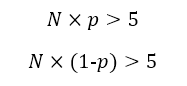 N × p > 5
N × (1-p) > 5